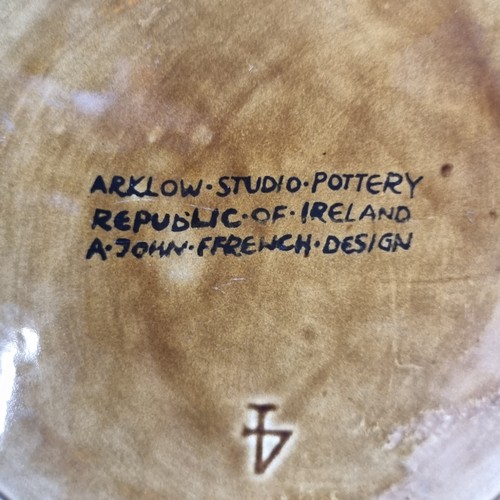 ARKLOW·STUDIO·POTTERY
REPUBLIC·OF·IRELAND
A·JOHN·FFRENCH·DESIGN